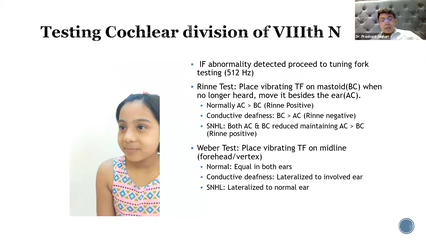 Testing Cochlear division of VIIIth N
IF abnormality detected proceed to tuning fork
testing (512 Hz)
Rinne Test: Place vibrating TF on mastoid(BC) when
no longer heard, move it besides the ear(AC).
Normally AC > BC (Rinne Positive)
Conductive deafness: BC > AC (Rinne negative)
SNHL: Both AC & BC reduced maintaining AC > BC
(Rinne positive)
Weber Test: Place vibrating TF on midline
(forehead/vertex)
Normal: Equal in both ears
Conductive deafness: Lateralized to involved ear
SNHL: Lateralized to normal ear